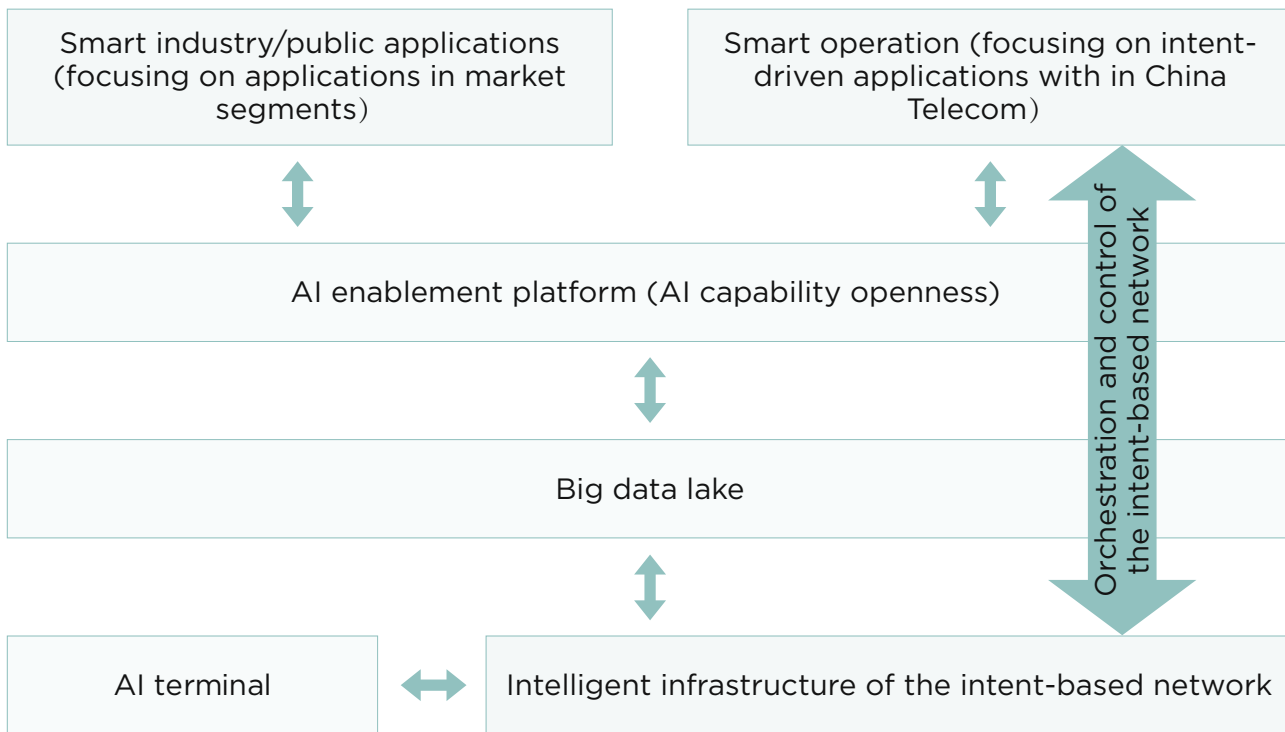 Smart industry/public applications
(focusing on applications in market
segments）
Smart operation (focusing on intent-
driven applications with in China
Telecom）
Orchestration and control of
the intent-based network
AI enablement platform (AI capability openness)
Big data lake
AI terminal
Intelligent infrastructure of the intent-based network